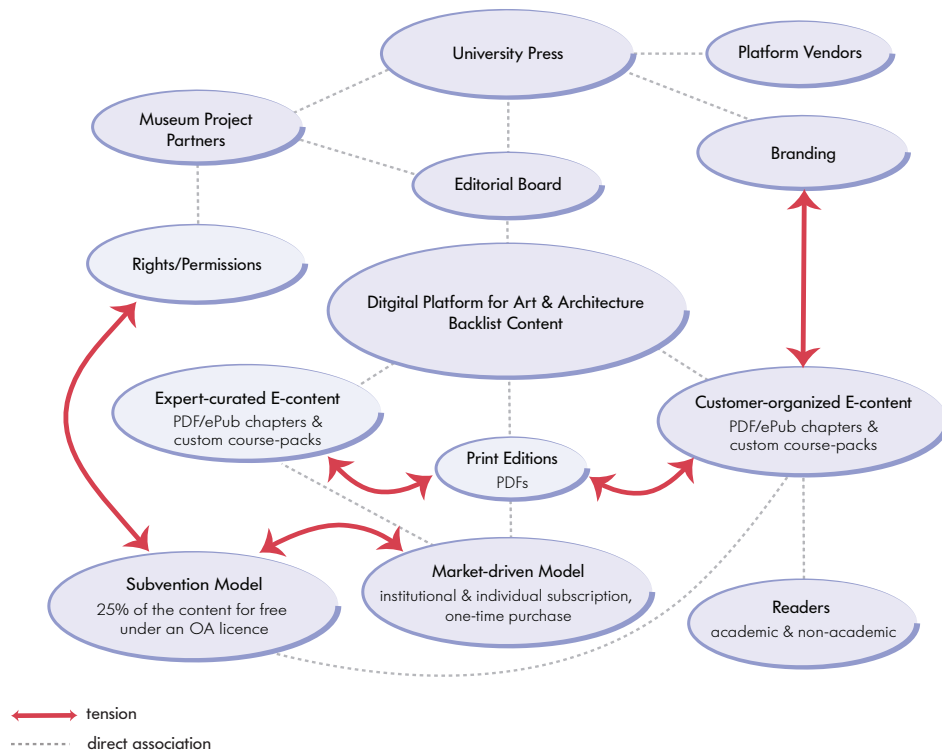 University Press
Platform Vendors
Museum Project
Partners
Branding
Editorial Board
Rights/Permissions
Ditgital Platform for Art & Architecture
Backlist Content
Expert-curated E-content
PDF/ePub chapters &
custom course-packs
Customer-organized E-content
PDF/ePub chapters &
custom course-packs
Print Editions
PDFs
Subvention Model
25% of the content for free
under an OA licence
Market-driven Model
institutional & individual subscription,
one-time purchase
Readers
academic & non-academic
tension
direct association